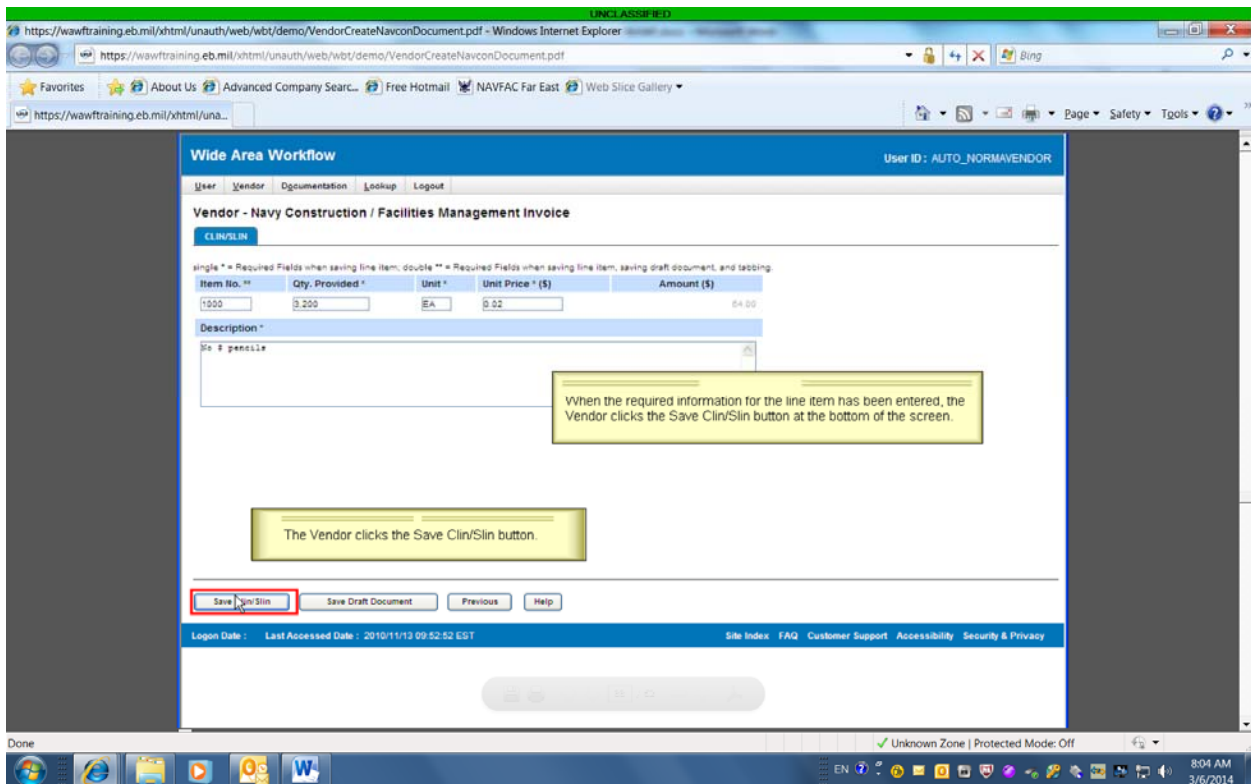 UNCLASSIFIED
https://wawftraining.eb.mil/xhtml/unauth/web/wbt/demo/VendorCreateNavconDocument.pdf - Windows Internet Explorer
https://wawftraining.eb.mil/xhtml/unauth/web/wbt/demo/VendorCreateNavconDocument.pdf
Bing
Favorites
About Us
Advanced Company Searc...
Free Hotmail
NAVFAC Far East
Web Slice Gallery
https://wawftraining.eb.mil/xhtml/una...
Page Safety Tools
Wide Area Workflow
User ID : AUTO_NORMAVENDOR
User Vendor Documentation Lookup Logout
Vendor - Navy Construction / Facilities Management Invoice
CLIN/SLIN
single * = Required Fields when saving line item; double ** = Required Fields when saving line item, saving draft document, and tabbing.
Item No. ** Qty. Provided * Unit * Unit Price * ($) Amount ($)
1000 3.200 EA 0.02 64.00
Description *
No # pencile
When the required information for the line item has been entered, the
Vendor clicks the Save Clin/Slin button at the bottom of the screen.
The Vendor clicks the Save Clin/Slin button.
Save Clin/Slin Save Draft Document Previous Help
Logon Date : Last Accessed Date : 2010/11/13 09:52:52 EST
Site Index FAQ Customer Support Accessibility Security & Privacy
Done
Unknown Zone | Protected Mode: Off
EN
8:04 AM
3/6/2014